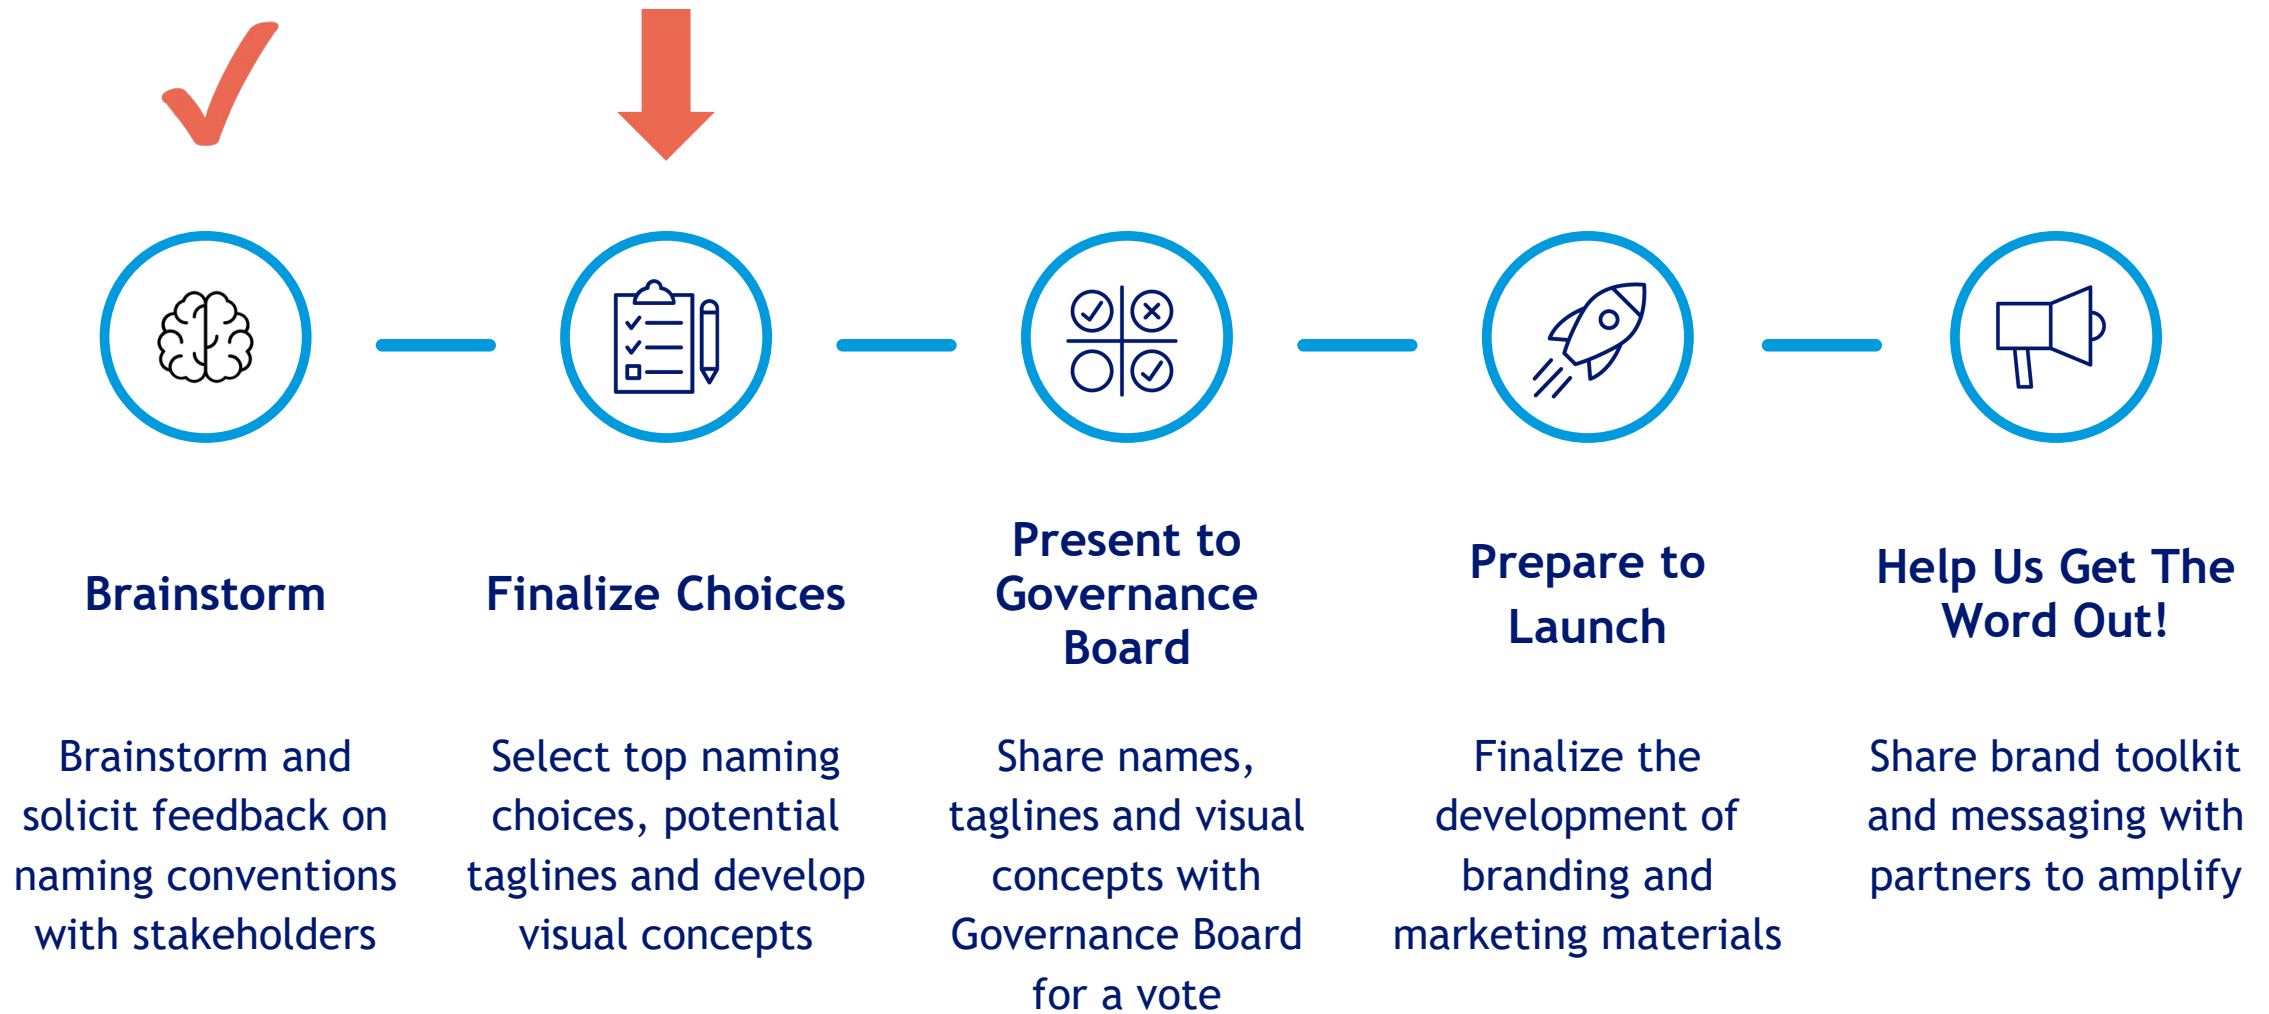 Brainstorm
Brainstorm and
solicit feedback on
naming conventions
with stakeholders
Finalize Choices
Select top naming
choices, potential
taglines and develop
visual concepts
Present to
Governance
Board
Share names,
taglines and visual
concepts with
Governance Board
for a vote
Prepare to
Launch
Finalize the
development of
branding and
marketing materials
Help Us Get The
Word Out!
Share brand toolkit
and messaging with
partners to amplify